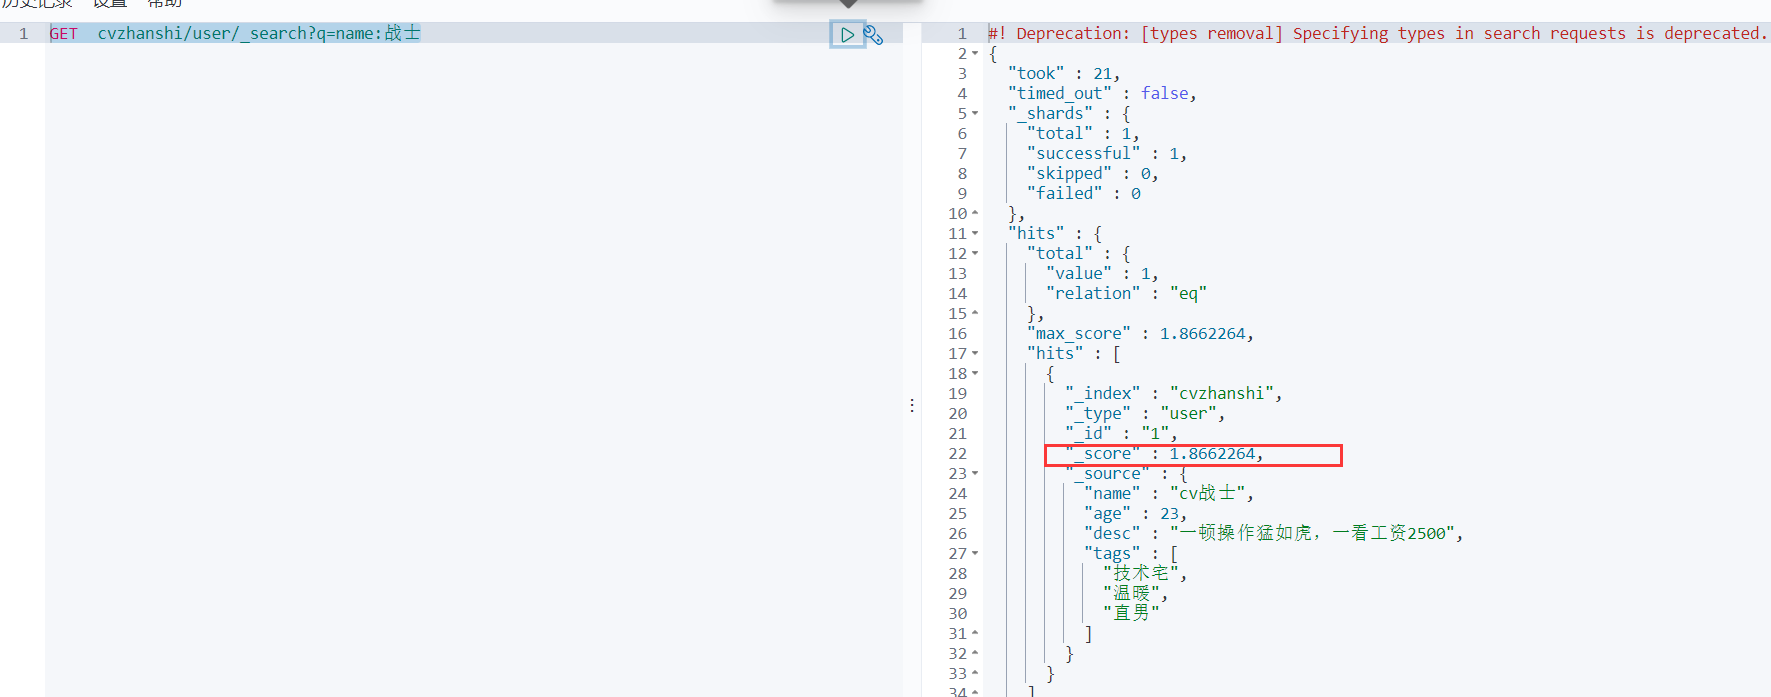 历史记录 设置 帮助
1 GET cvzhanshi/user/_search?q=name:战士
1 #! Deprecation: [types removal] Specifying types in search requests is deprecated.
2 {
3 "took" : 21,
4 "timed_out" : false,
5 "_shards" : {
6 "total" : 1,
7 "successful" : 1,
8 "skipped" : 0,
9 "failed" : 0
10 },
11 "hits" : {
12 "total" : {
13 "value" : 1,
14 "relation" : "eq"
15 },
16 "max_score" : 1.8662264,
17 "hits" : [
18 {
19 "_index" : "cvzhanshi",
20 "_type" : "user",
21 "_id" : "1",
22 "_score" : 1.8662264,
23 "_source" : {
24 "name" : "cv战士",
25 "age" : 23,
26 "desc" : "一顿操作猛如虎，一看工资2500",
27 "tags" : [
28 "技术宅",
29 "温暖",
30 "直男"
31 ]
32 }
33 }
34 ]